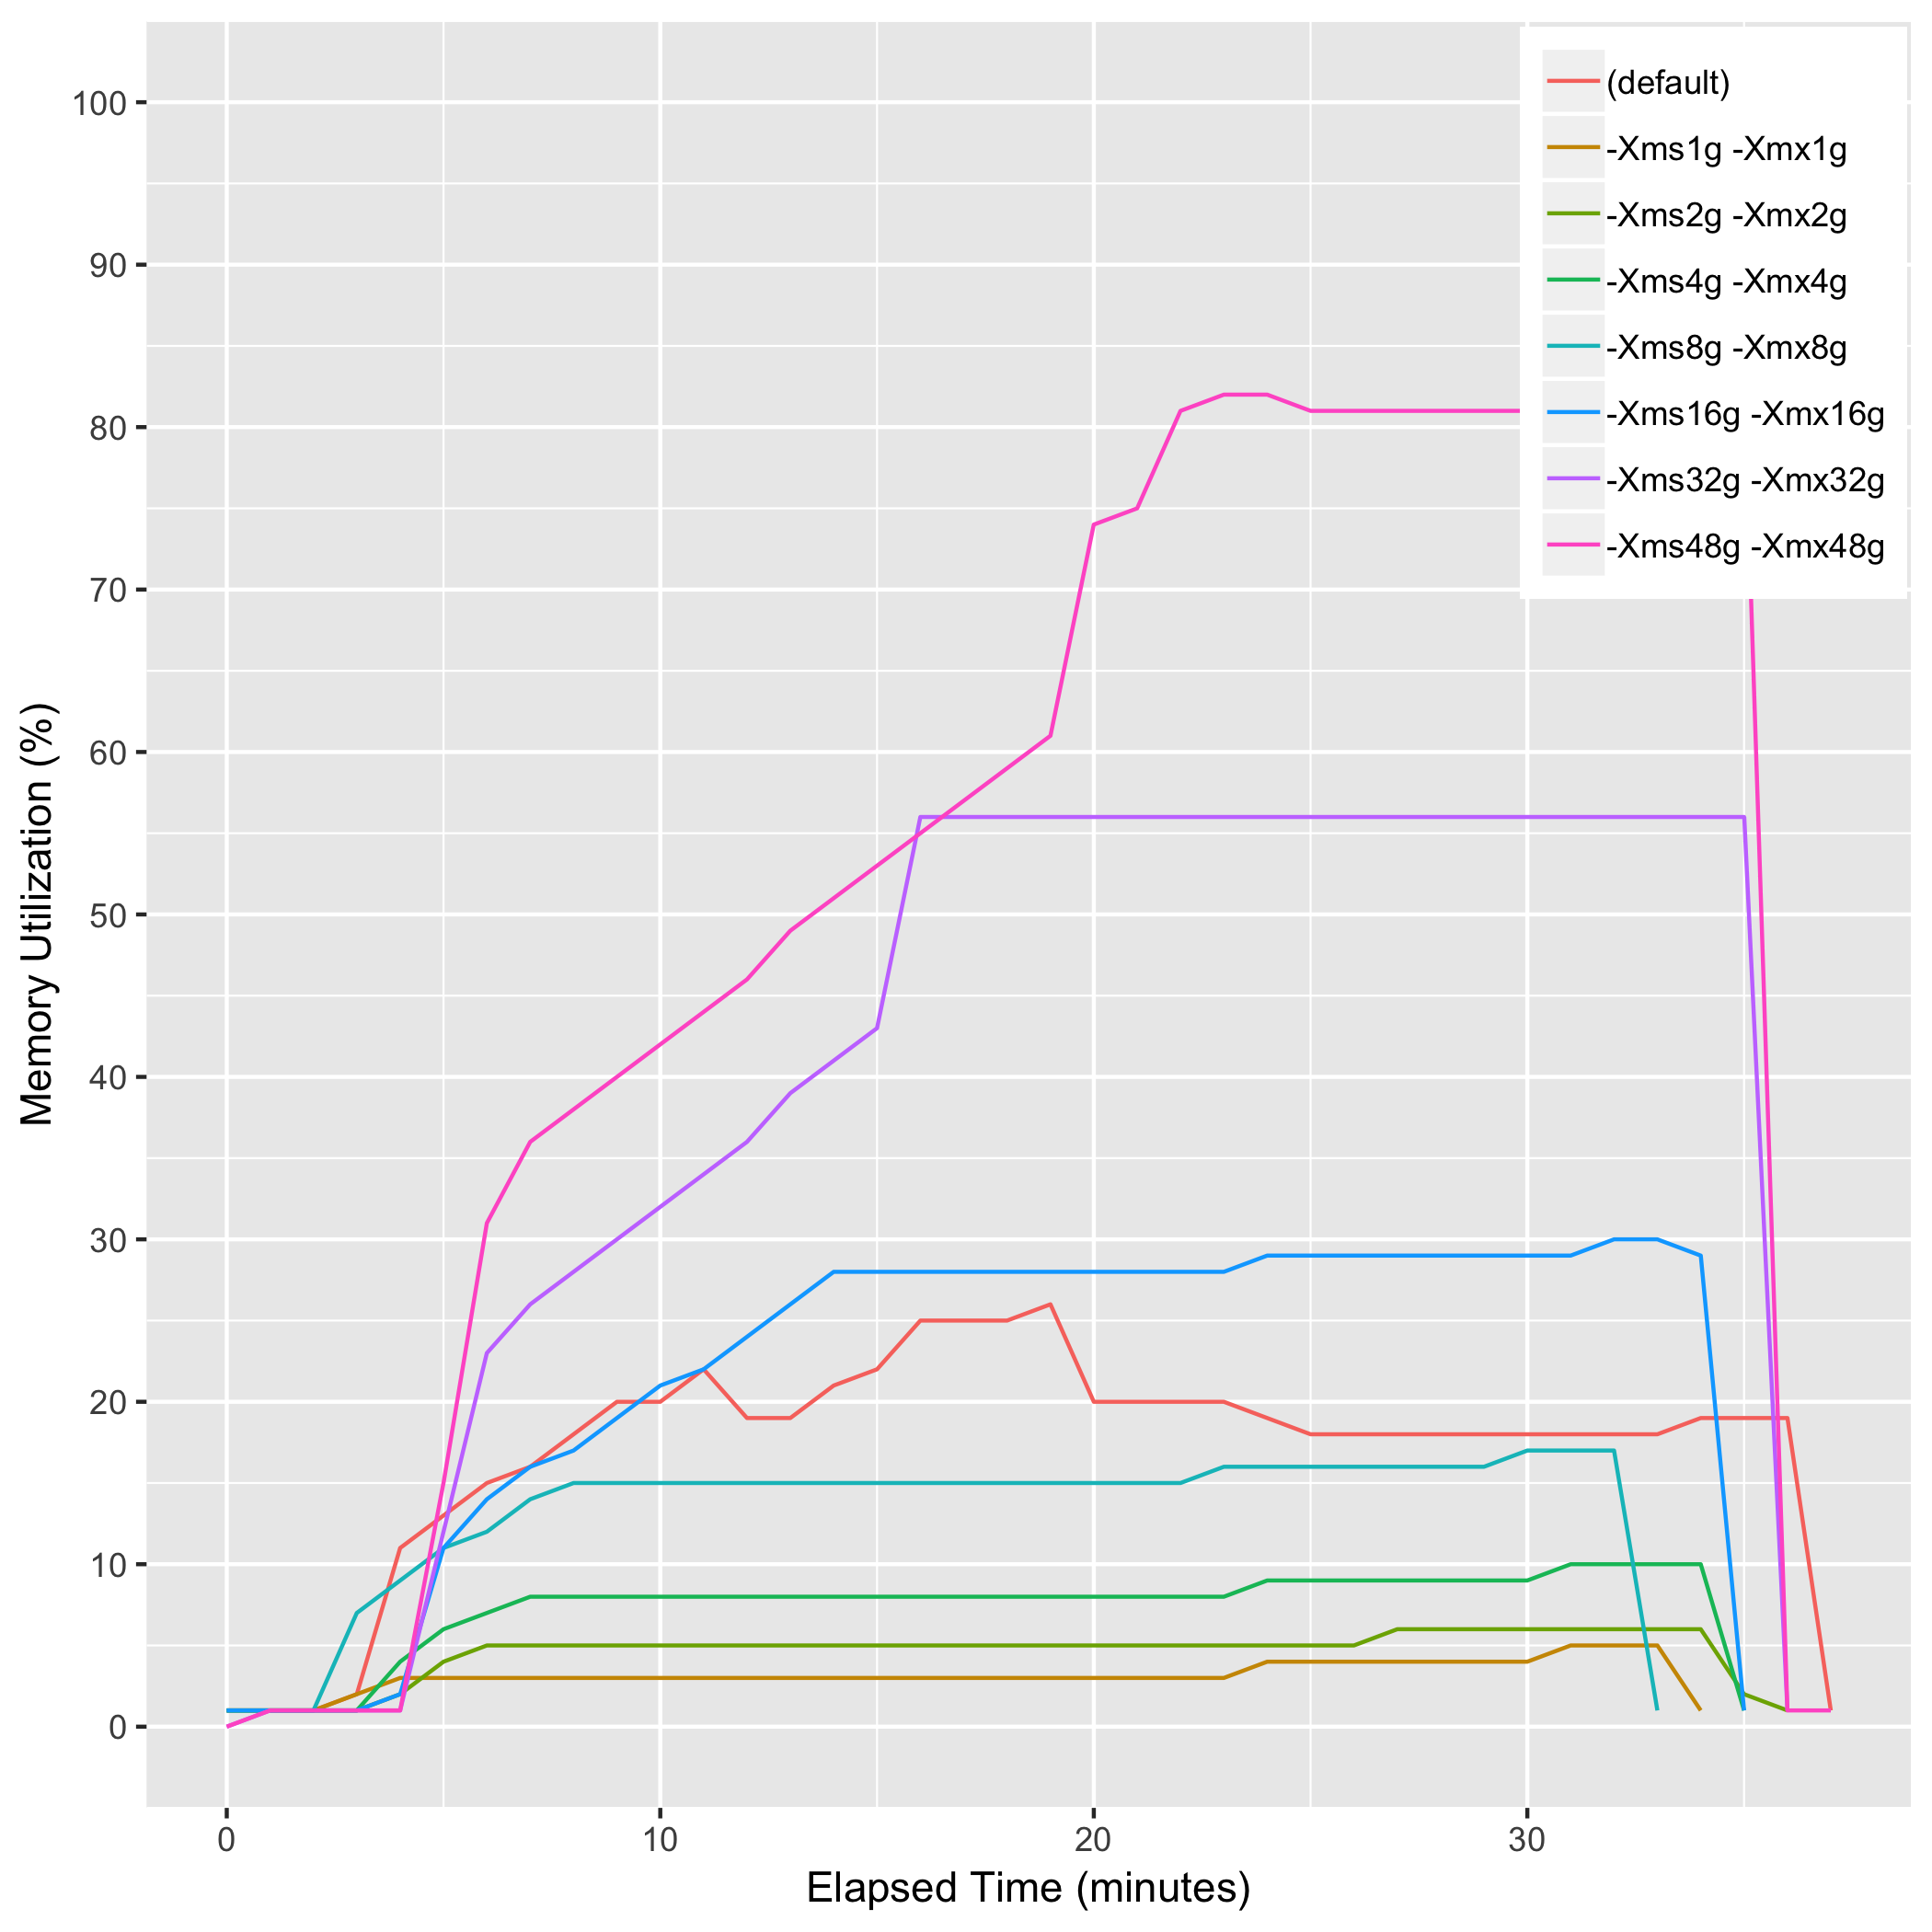 Memory Utilization (%)
100
90
80
70
60
50
40
30
20
10
0
(default)
-Xms1g -Xmx1g
-Xms2g -Xmx2g
-Xms4g -Xmx4g
-Xms8g -Xmx8g
-Xms16g -Xmx16g
-Xms32g -Xmx32g
-Xms48g -Xmx48g
0 10 20 30
Elapsed Time (minutes)